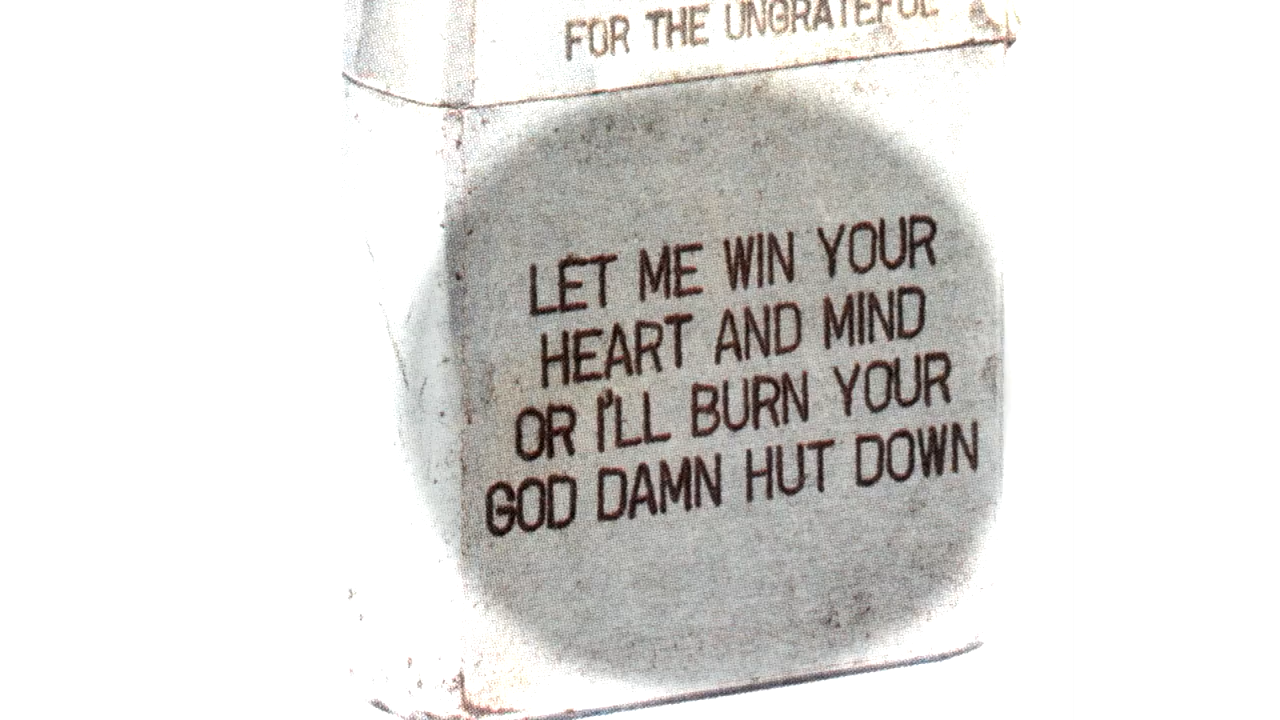 FOR THE UNGRATEFUL
LET ME WIN YOUR
HEART AND MIND
OR I'LL BURN YOUR
GOD DAMN HUT DOWN